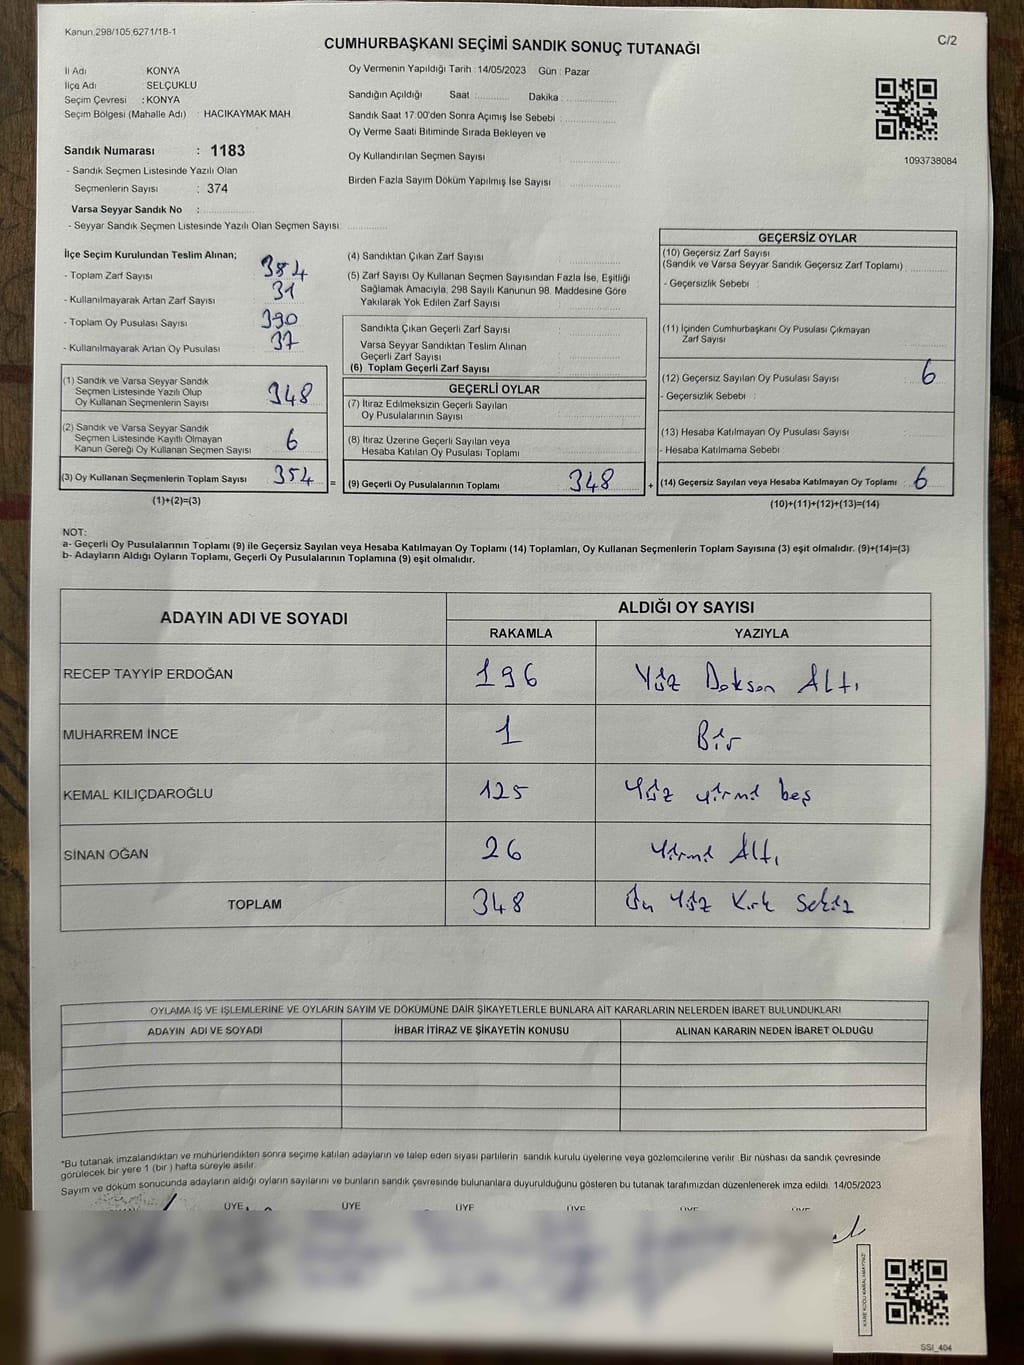 Kanun 298/105 6271/18-1
C/2
CUMHURBAŞKANI SEÇİMİ SANDIK SONUÇ TUTANAĞI
İl Adı KONYA
İlçe Adı SELÇUKLU
Seçim Çevresi : KONYA
Seçim Bölgesi (Mahalle Adı) : HACIKAYMAK MAH
Sandık Numarası : 1183
- Sandık Seçmen Listesinde Yazılı Olan
Seçmenlerin Sayısı : 374
Varsa Seyyar Sandık No :
- Seyyar Sandık Seçmen Listesinde Yazılı Olan Seçmen Sayısı:
Oy Vermenin Yapıldığı Tarih : 14/05/2023 Gün : Pazar
Sandığın Açıldığı Saat : Dakika :
Sandık Saat 17:00'den Sonra Açılmış İse Sebebi :
Oy Verme Saati Bitiminde Sırada Bekleyen ve
Oy Kullandırılan Seçmen Sayısı
Birden Fazla Sayım Döküm Yapılmış İse Sayısı
1093738084
İlçe Seçim Kurulundan Teslim Alınan;
- Toplam Zarf Sayısı 384
- Kullanılmayarak Artan Zarf Sayısı 31
- Toplam Oy Pusulası Sayısı 390
- Kullanılmayarak Artan Oy Pusulası 37
(1) Sandık ve Varsa Seyyar Sandık
Seçmen Listesinde Yazılı Olup
Oy Kullanan Seçmenlerin Sayısı 348
(2) Sandık ve Varsa Seyyar Sandık
Seçmen Listesinde Kayıtlı Olmayan
Kanun Gereği Oy Kullanan Seçmen Sayısı 6
(3) Oy Kullanan Seçmenlerin Toplam Sayısı 354 =
(1)+(2)=(3)
(4) Sandıktan Çıkan Zarf Sayısı
(5) Zarf Sayısı Oy Kullanan Seçmen Sayısından Fazla İse, Eşitliği
Sağlamak Amacıyla, 298 Sayılı Kanunun 98. Maddesine Göre
Yakılarak Yok Edilen Zarf Sayısı
Sandıkta Çıkan Geçerli Zarf Sayısı
Varsa Seyyar Sandıktan Teslim Alınan
Geçerli Zarf Sayısı
(6) Toplam Geçerli Zarf Sayısı
GEÇERLİ OYLAR
(7) İtiraz Edilmeksizin Geçerli Sayılan
Oy Pusulalarının Sayısı
(8) İtiraz Üzerine Geçerli Sayılan veya
Hesaba Katılan Oy Pusulası Toplamı
(9) Geçerli Oy Pusulalarının Toplamı 348 +
GEÇERSİZ OYLAR
(10) Geçersiz Zarf Sayısı
(Sandık ve Varsa Seyyar Sandık Geçersiz Zarf Toplamı)
- Geçersizlik Sebebi :
(11) İçinden Cumhurbaşkanı Oy Pusulası Çıkmayan
Zarf Sayısı
(12) Geçersiz Sayılan Oy Pusulası Sayısı 6
- Geçersizlik Sebebi :
(13) Hesaba Katılmayan Oy Pusulası Sayısı
- Hesaba Katılmama Sebebi :
(14) Geçersiz Sayılan veya Hesaba Katılmayan Oy Toplamı : 6
(10)+(11)+(12)+(13)=(14)
NOT:
a- Geçerli Oy Pusulalarının Toplamı (9) ile Geçersiz Sayılan veya Hesaba Katılmayan Oy Toplamı (14) Toplamları, Oy Kullanan Seçmenlerin Toplam Sayısına (3) eşit olmalıdır. (9)+(14)=(3)
b- Adayların Aldığı Oyların Toplamı, Geçerli Oy Pusulalarının Toplamına (9) eşit olmalıdır.
ADAYIN ADI VE SOYADI ALDIĞI OY SAYISI
RAKAMLA YAZIYLA
RECEP TAYYİP ERDOĞAN 196 Yüz Doksan Altı
MUHARREM İNCE 1 Bir
KEMAL KILIÇDAROĞLU 125 Yüz yirmi beş
SİNAN OĞAN 26 Yirmi Altı
TOPLAM 348 Üç Yüz Kırk Sekiz
OYLAMA İŞ VE İŞLEMLERİNE VE OYLARIN SAYIM VE DÖKÜMÜNE DAİR ŞİKAYETLERLE BUNLARA AİT KARARLARIN NELERDEN İBARET BULUNDUKLARI
ADAYIN ADI VE SOYADI İHBAR İTİRAZ VE ŞİKAYETİN KONUSU ALINAN KARARIN NEDEN İBARET OLDUĞU
*Bu tutanak imzalandıktan ve mühürlendikten sonra seçime katılan adayların ve talep eden siyasi partilerin sandık kurulu üyelerine veya gözlemcilerine verilir. Bir nüshası da sandık çevresinde
görülecek bir yere 1 (bir) hafta süreyle asılır.
Sayım ve döküm sonucunda adayların aldığı oyların sayılarını ve bunların sandık çevresinde bulunanlara duyurulduğunu gösteren bu tutanak tarafımızdan düzenlenerek imza edildi. 14/05/2023
ÜYE ÜYE ÜYE ÜYE ÜYE ÜYE
SSI_404